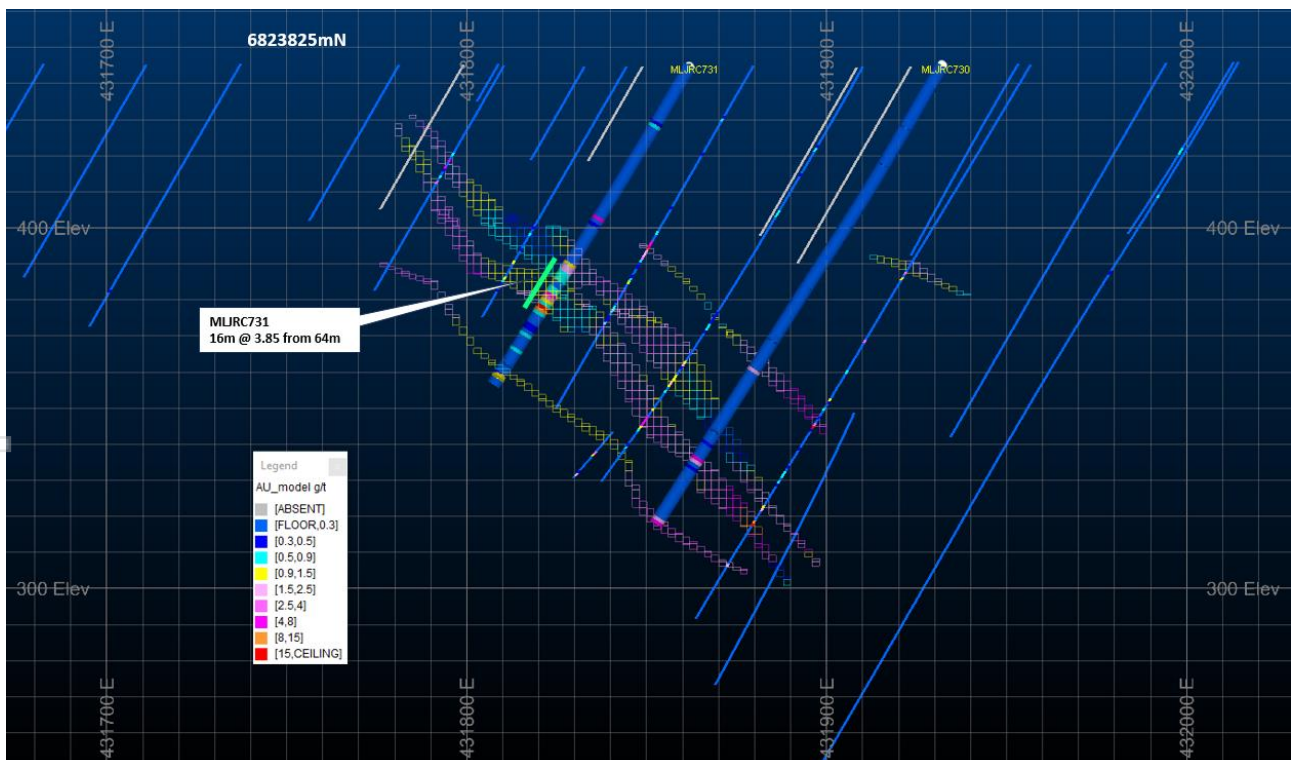 6823825mN
431700 E
431800 E
431900 E
432000 E
MLJRC731
MLJRC730
400 Elev
400 Elev
MLJRC731
16m @ 3.85 from 64m
Legend
AU_model g/t
[ABSENT]
[FLOOR,0.3]
[0.3,0.5]
[0.5,0.9]
[0.9,1.5]
[1.5,2.5]
[2.5,4]
[4,8]
[8,15]
[15,CEILING]
300 Elev
300 Elev
431700 E
431800 E
431900 E
432000 E